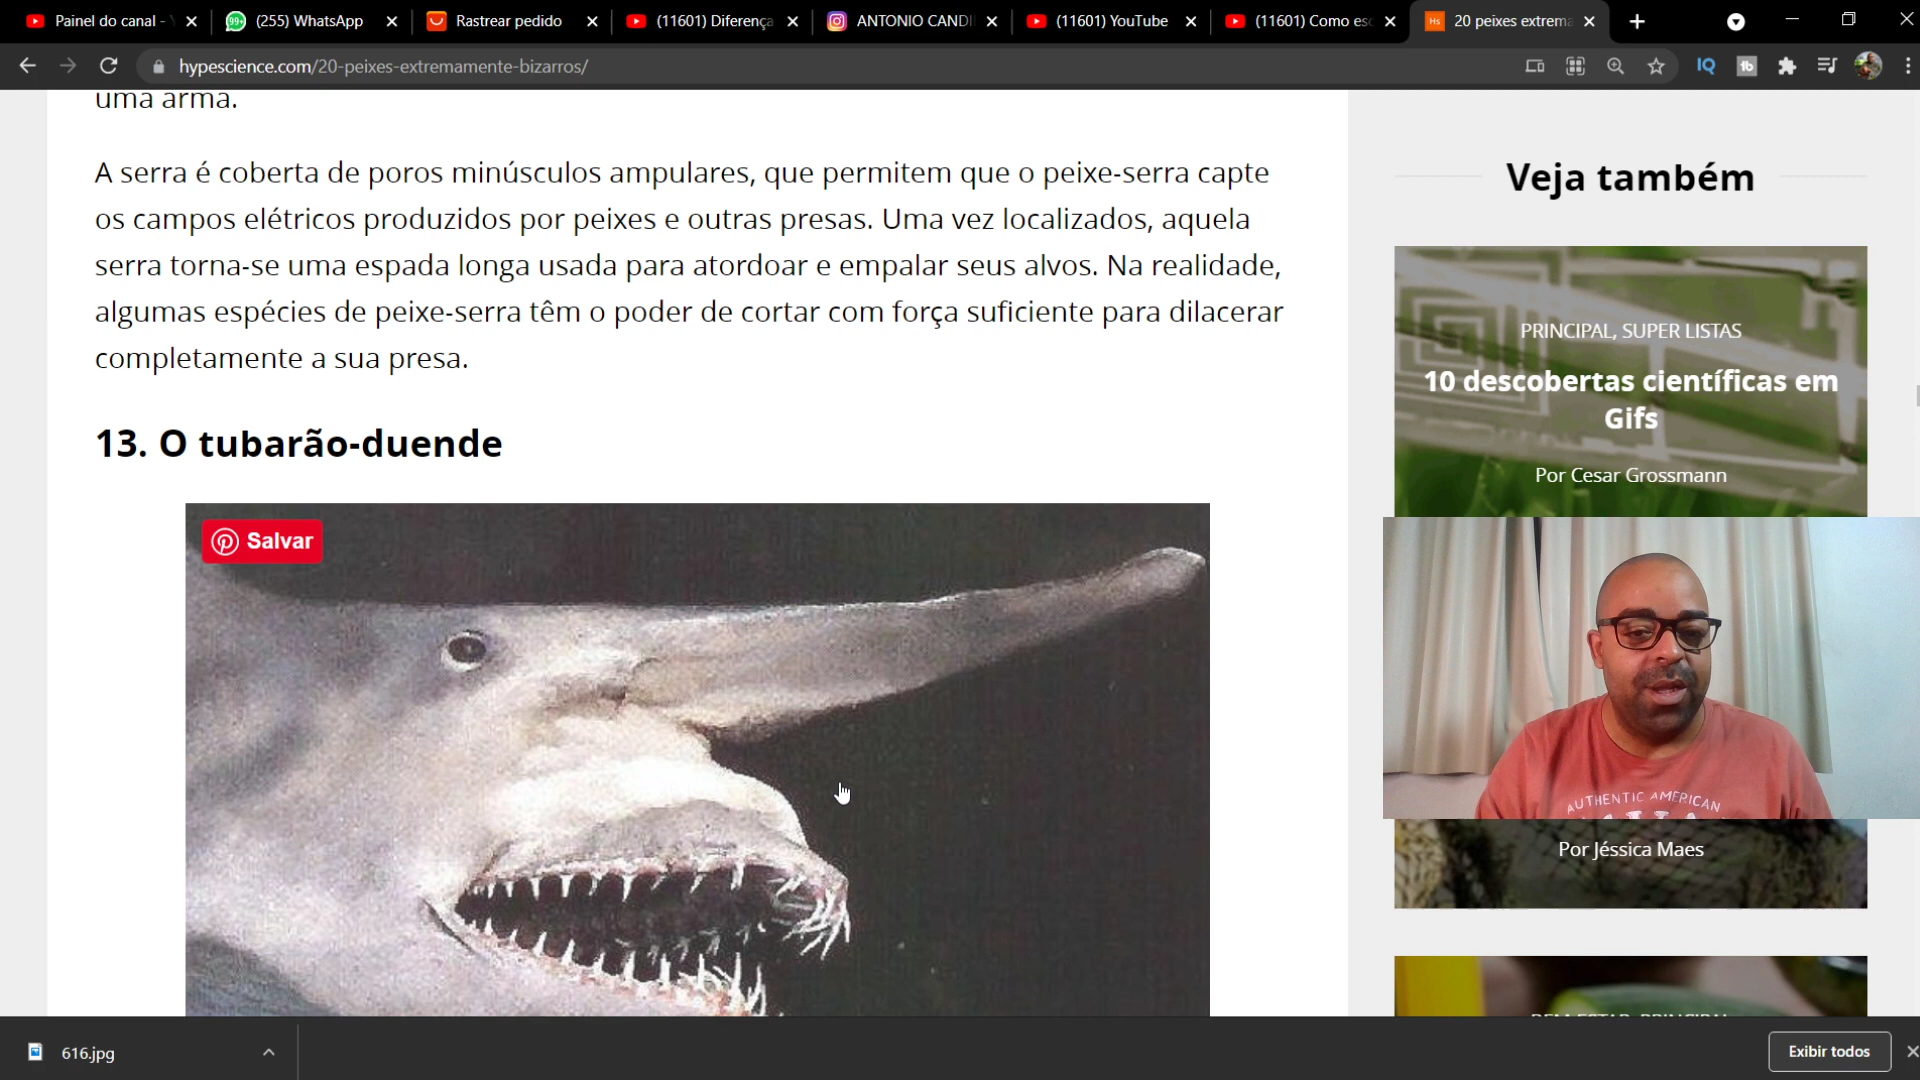 Painel do canal -
(255) WhatsApp
Rastrear pedido
(11601) Diferença
ANTONIO CANDI
(11601) YouTube
(11601) Como es
20 peixes extrema
hypescience.com/20-peixes-extremamente-bizarros/
uma arma.
A serra é coberta de poros minúsculos ampulares, que permitem que o peixe-serra capte
os campos elétricos produzidos por peixes e outras presas. Uma vez localizados, aquela
serra torna-se uma espada longa usada para atordoar e empalar seus alvos. Na realidade,
algumas espécies de peixe-serra têm o poder de cortar com força suficiente para dilacerar
completamente a sua presa.
13. O tubarão-duende
Salvar
Veja também
PRINCIPAL, SUPER LISTAS
10 descobertas científicas em
Gifs
Por Cesar Grossmann
AUTHENTIC AMERICAN
Por Jéssica Maes
BEM ESTAR, PRINCIPAL
616.jpg
Exibir todos